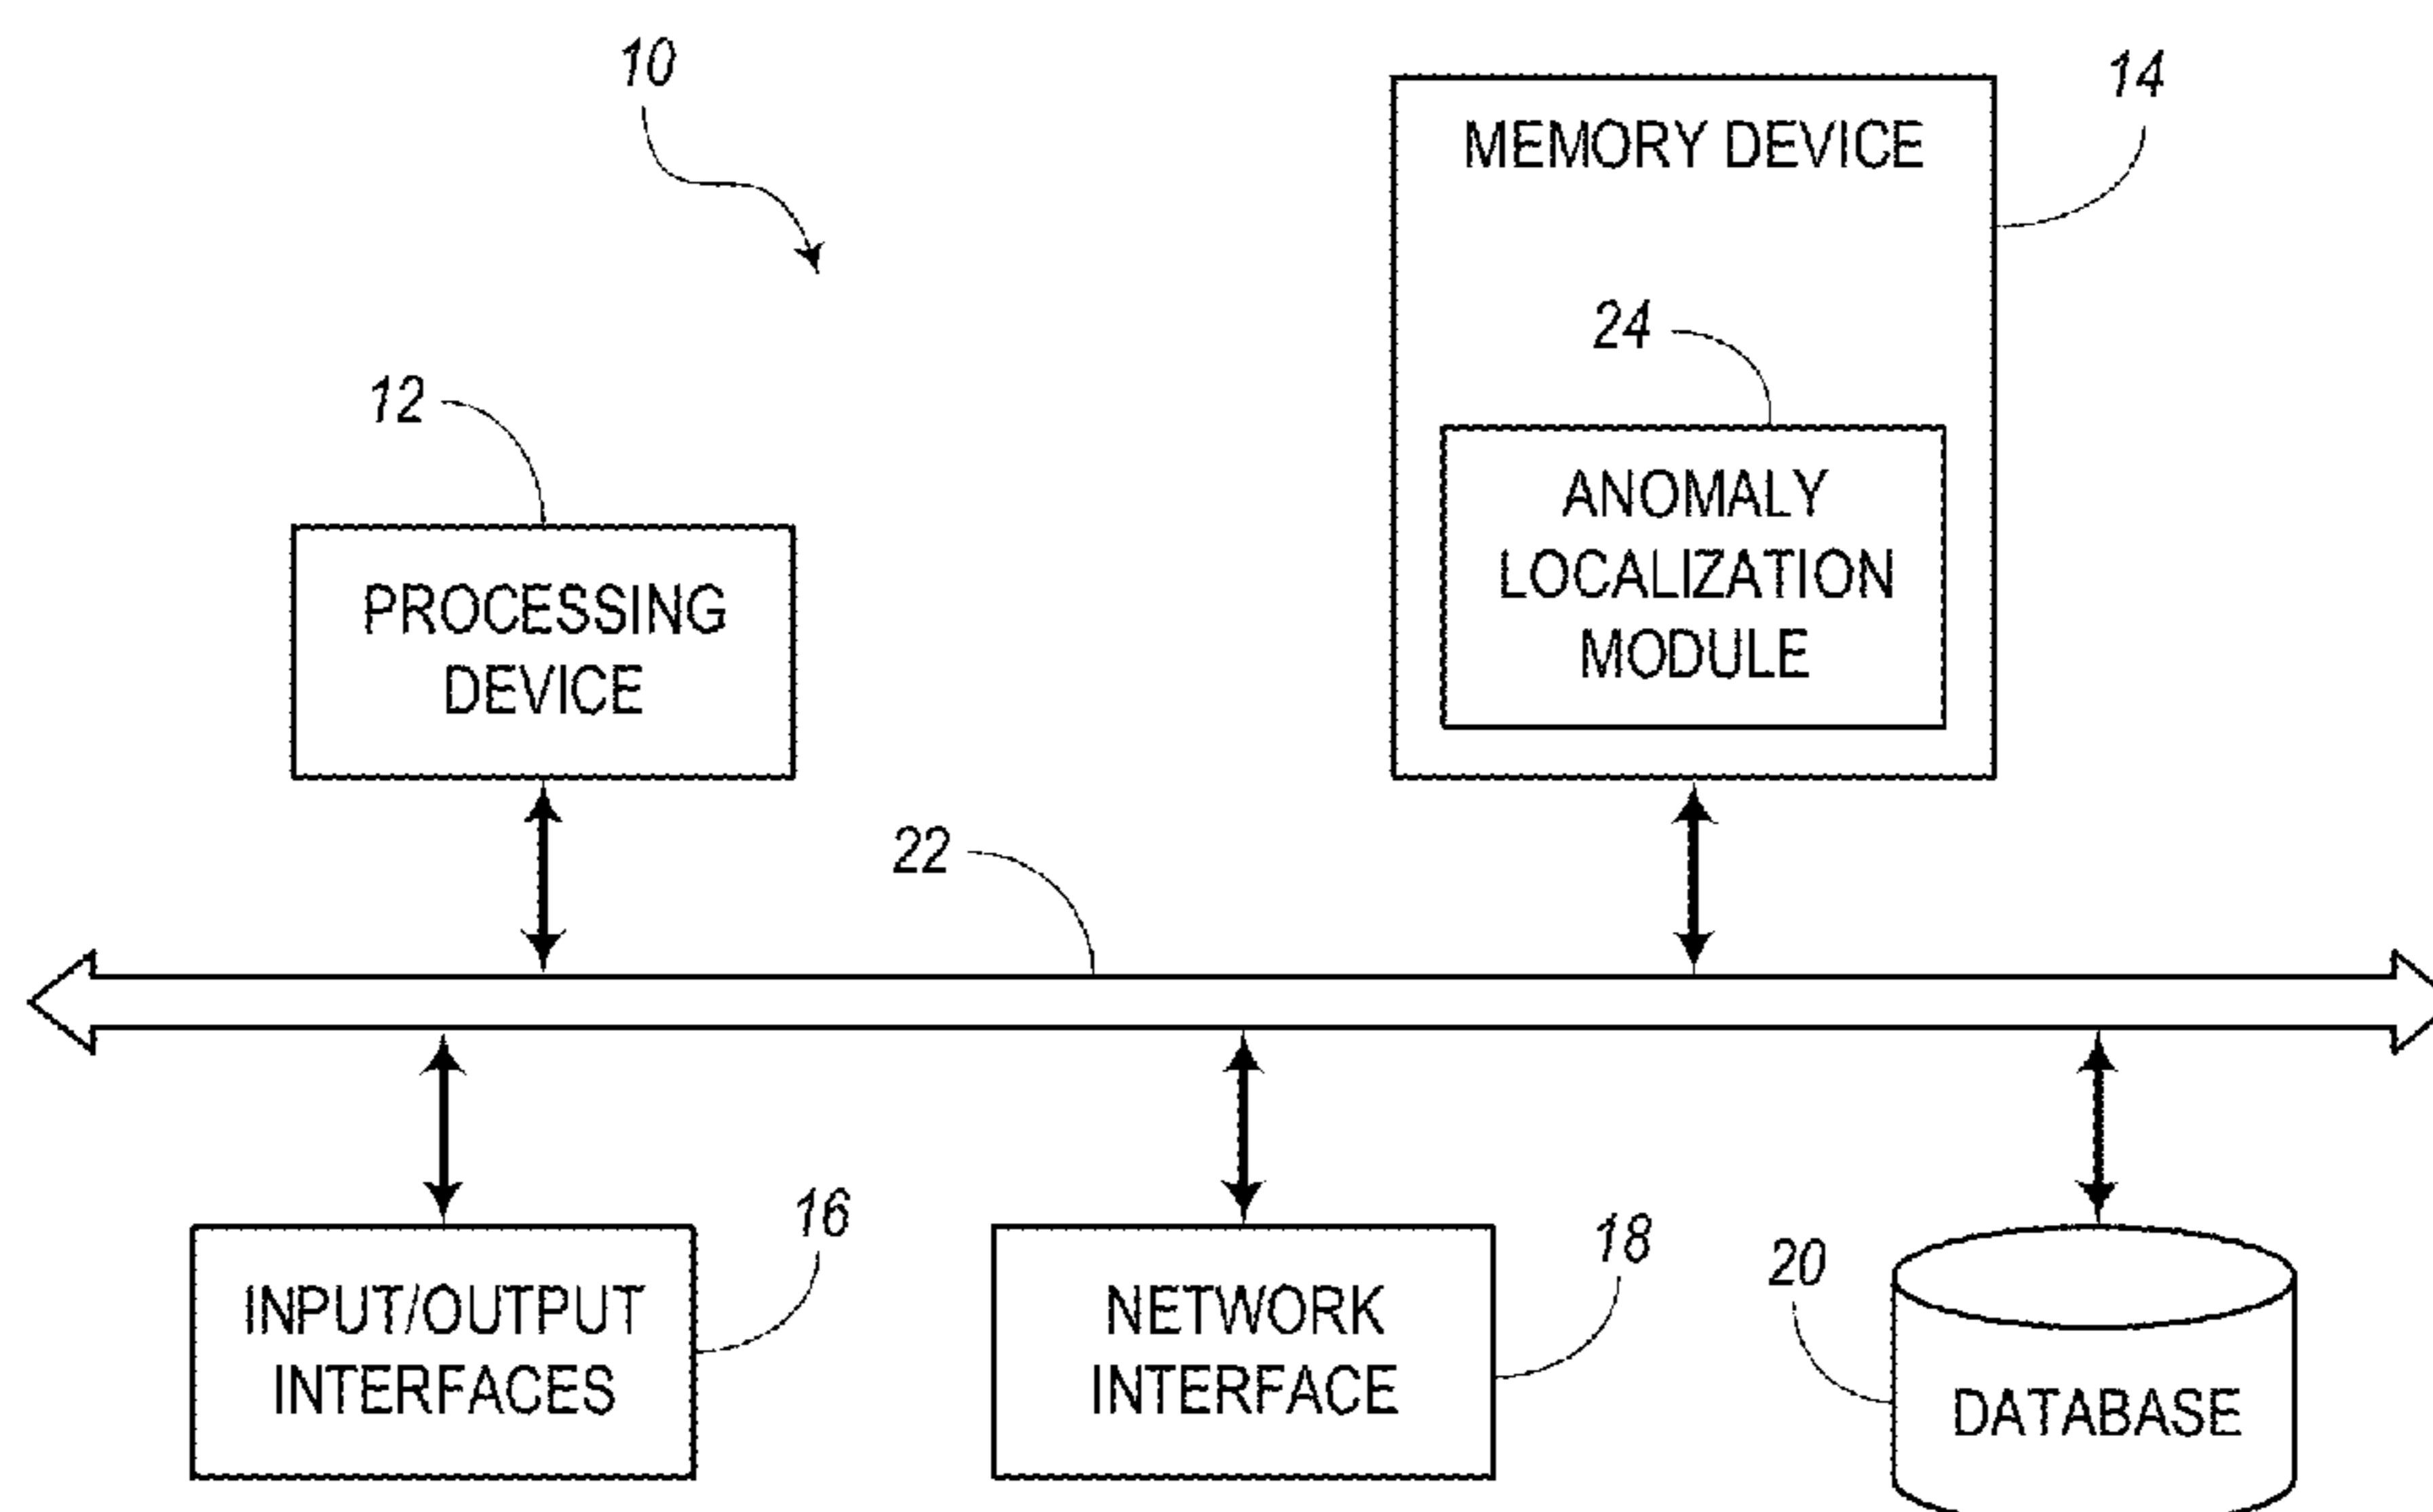 10
14
MEMORY DEVICE
24
12
ANOMALY
LOCALIZATION
MODULE
PROCESSING
DEVICE
22
16
18
20
INPUT/OUTPUT
INTERFACES
NETWORK
INTERFACE
DATABASE